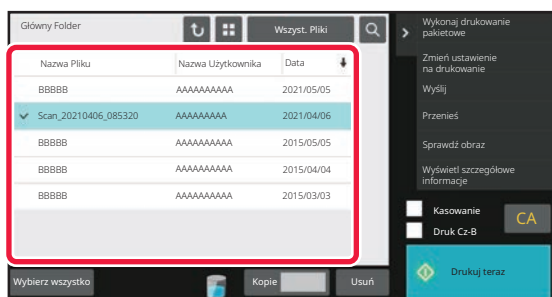 Główny Folder
Wszyst. Pliki
Nazwa Pliku Nazwa Użytkownika Data
BBBBB AAAAAAAAAA 2021/05/05
Scan_20210406_085320 AAAAAAAAA 2021/04/06
BBBBB AAAAAAAAAA 2015/05/05
BBBBB AAAAAAAAAA 2015/04/04
BBBBB AAAAAAAAAA 2015/03/03
Wybierz wszystko
Kopie
Usuń
Wykonaj drukowanie
pakietowe
Zmień ustawienie
na drukowanie
Wyślij
Przenieś
Sprawdź obraz
Wyświetl szczegółowe
informacje
Kasowanie
Druk Cz-B
CA
Drukuj teraz